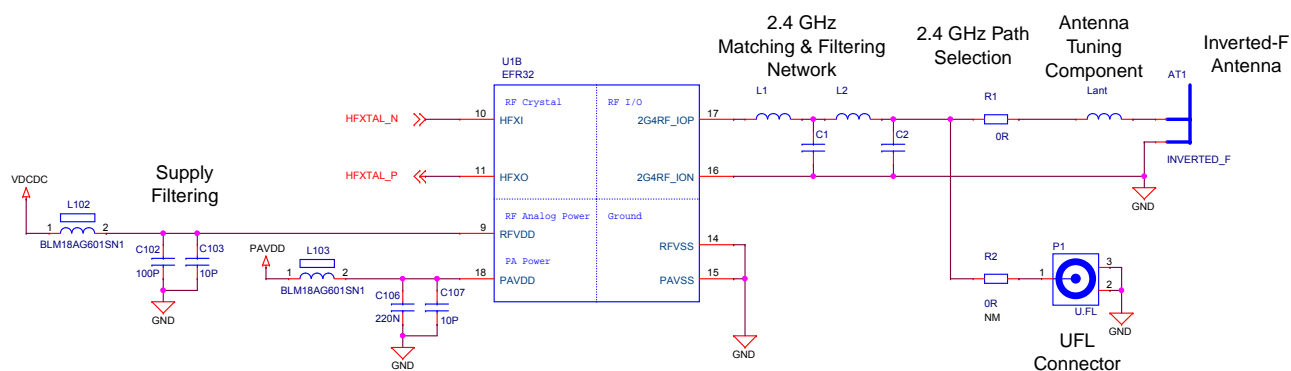 2.4 GHz
Matching & Filtering
Network
2.4 GHz Path
Selection
Antenna
Tuning
Component
Inverted-F
Antenna
U1B
EFR32
RF Crystal
RF I/O
HFXTAL_N
10
HFXI
2G4RF_IOP
17
L1
L2
C1
C2
R1
0R
Lant
AT1
INVERTED_F
HFXTAL_P
11
HFXO
2G4RF_ION
16
GND
VDCDC
Supply
Filtering
L102
1
2
BLM18AG601SN1
C102
100P
C103
10P
GND
RF Analog Power
Ground
9
RFVDD
RFVSS
14
PA Power
PAVDD
L103
1
2
BLM18AG601SN1
18
PAVDD
PAVSS
15
C106
220N
C107
10P
GND
GND
R2
0R
NM
P1
1
3
2
U.FL
GND
UFL
Connector